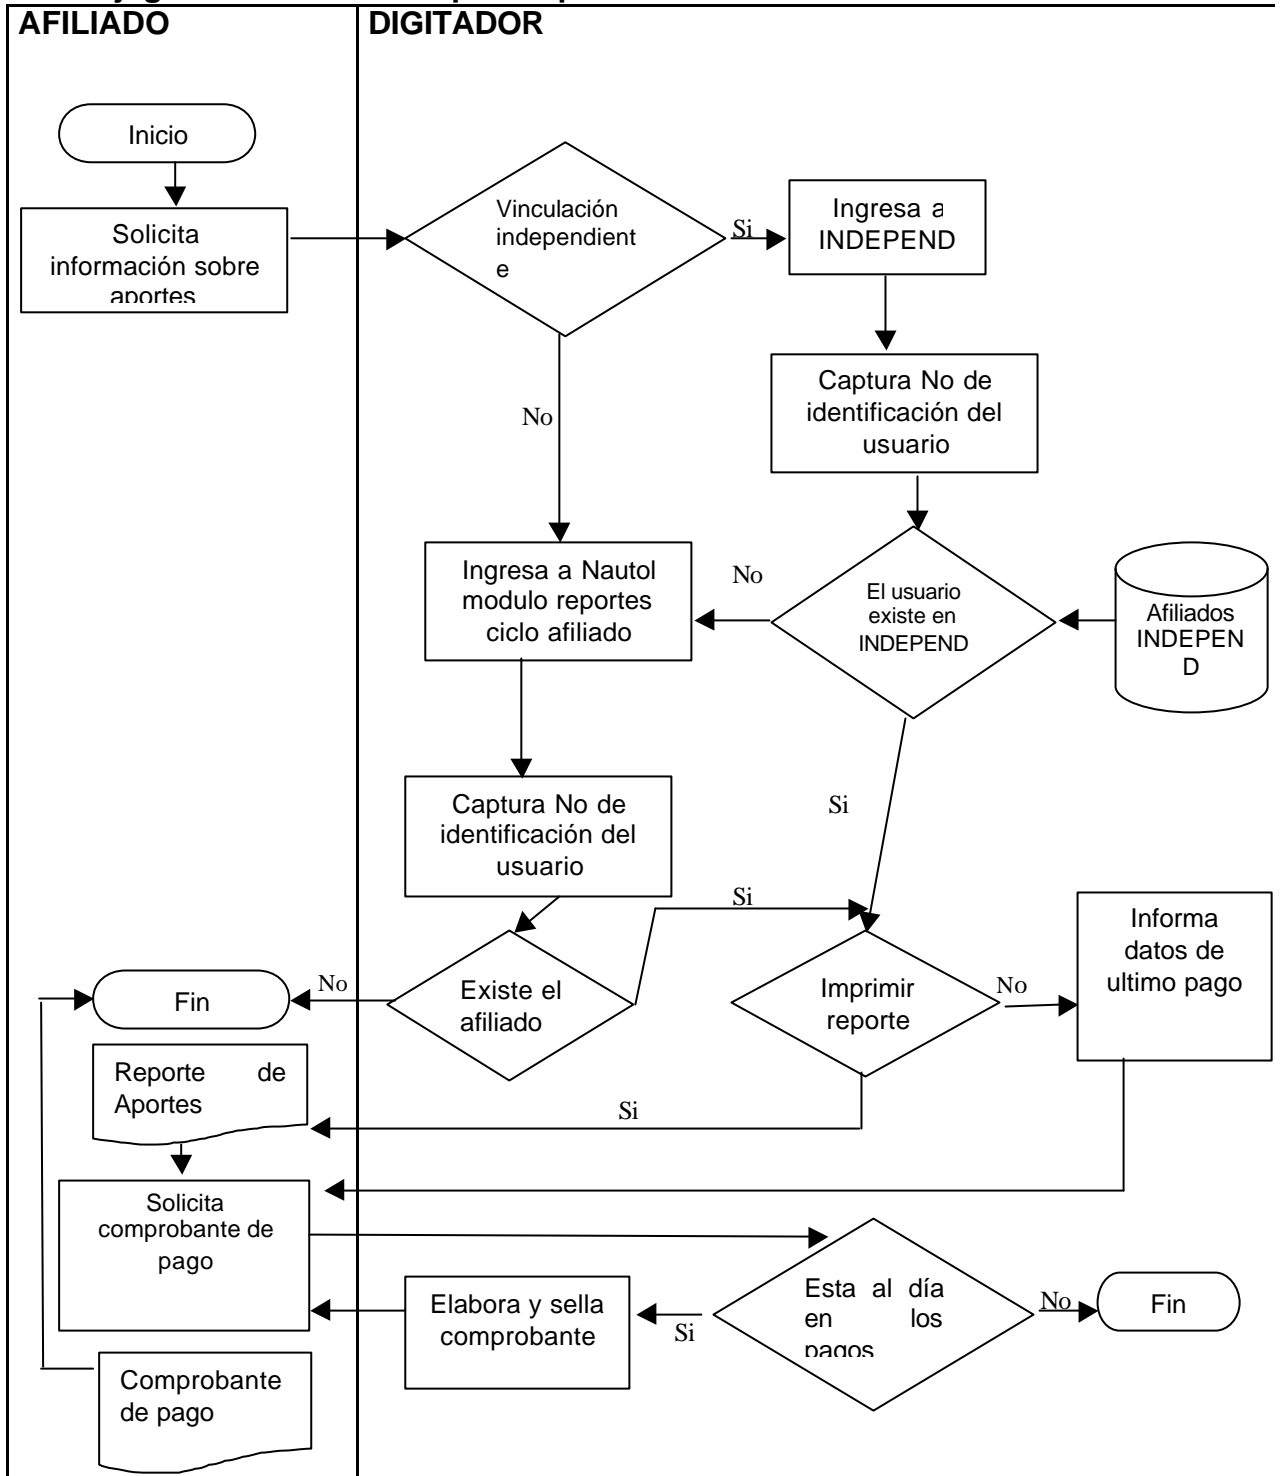 AFILIADO
DIGITADOR
Inicio
Solicita
información sobre
aportes
Vinculación
independient
e
Si
Ingresa a
INDEPEND
Captura No de
identificación del
usuario
No
Ingresa a Nautol
modulo reportes
ciclo afiliado
No
El usuario
existe en
INDEPEND
Afiliados
INDEPEN
D
Captura No de
identificación del
usuario
Si
Si
Informa
datos de
ultimo pago
Fin
No
Existe el
afiliado
Imprimir
reporte
No
Reporte de
Aportes
Si
Solicita
comprobante de
pago
Elabora y sella
comprobante
Si
Esta al día
en los
pagos
No
Fin
Comprobante
de pago